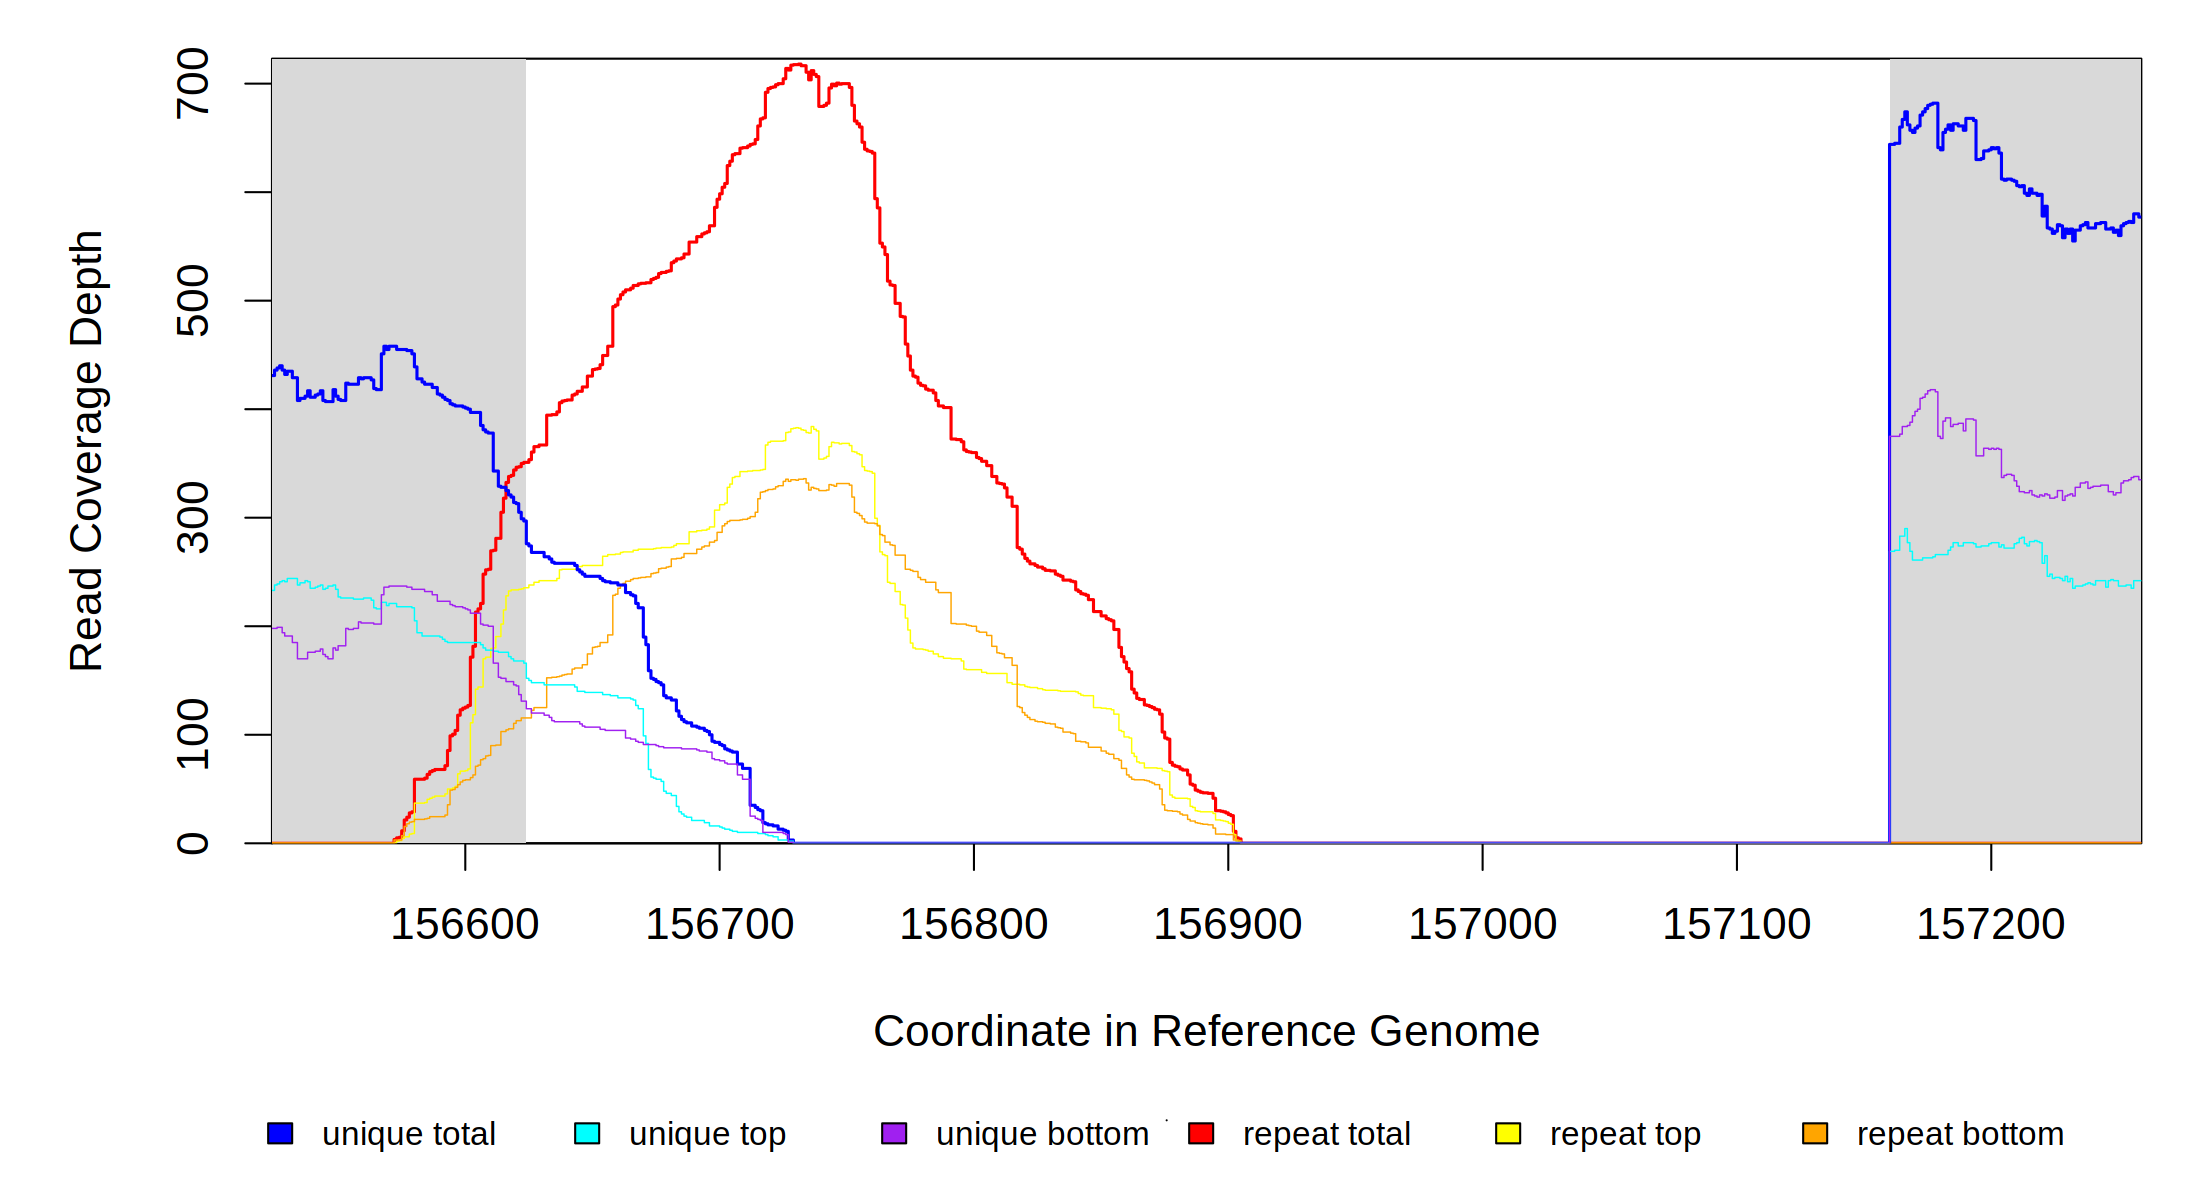 700
500
300
100
0
Read Coverage Depth
156600 156700 156800 156900 157000 157100 157200
Coordinate in Reference Genome
unique total unique top unique bottom repeat total repeat top repeat bottom